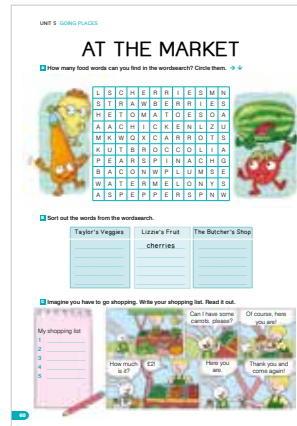 UNIT 5 GOING PLACES
AT THE MARKET
How many food words can you find in the wordsearch? Circle them.
L S C H E R R I E S M N
S T R A W B E R R I E S
H E T O M A T O E S O A
A A C H I C K E N L Z U
M K W Q X C A R R O T S
K U T B R O C C O L I A
P E A R S P I N A C H G
B A C O N W P L U M S E
W A T E R M E L O N Y S
A S P E P P E R S P N W
Sort out the words from the wordsearch.
Taylor's Veggies
Lizzie's Fruit
The Butcher's Shop
cherries
Imagine you have to go shopping. Write your shopping list. Read it out.
My shopping list
1
2
3
4
5
Can I have some carrots, please?
Of course, here you are!
How much is it?
£2!
Here you are.
Thank you and come again!